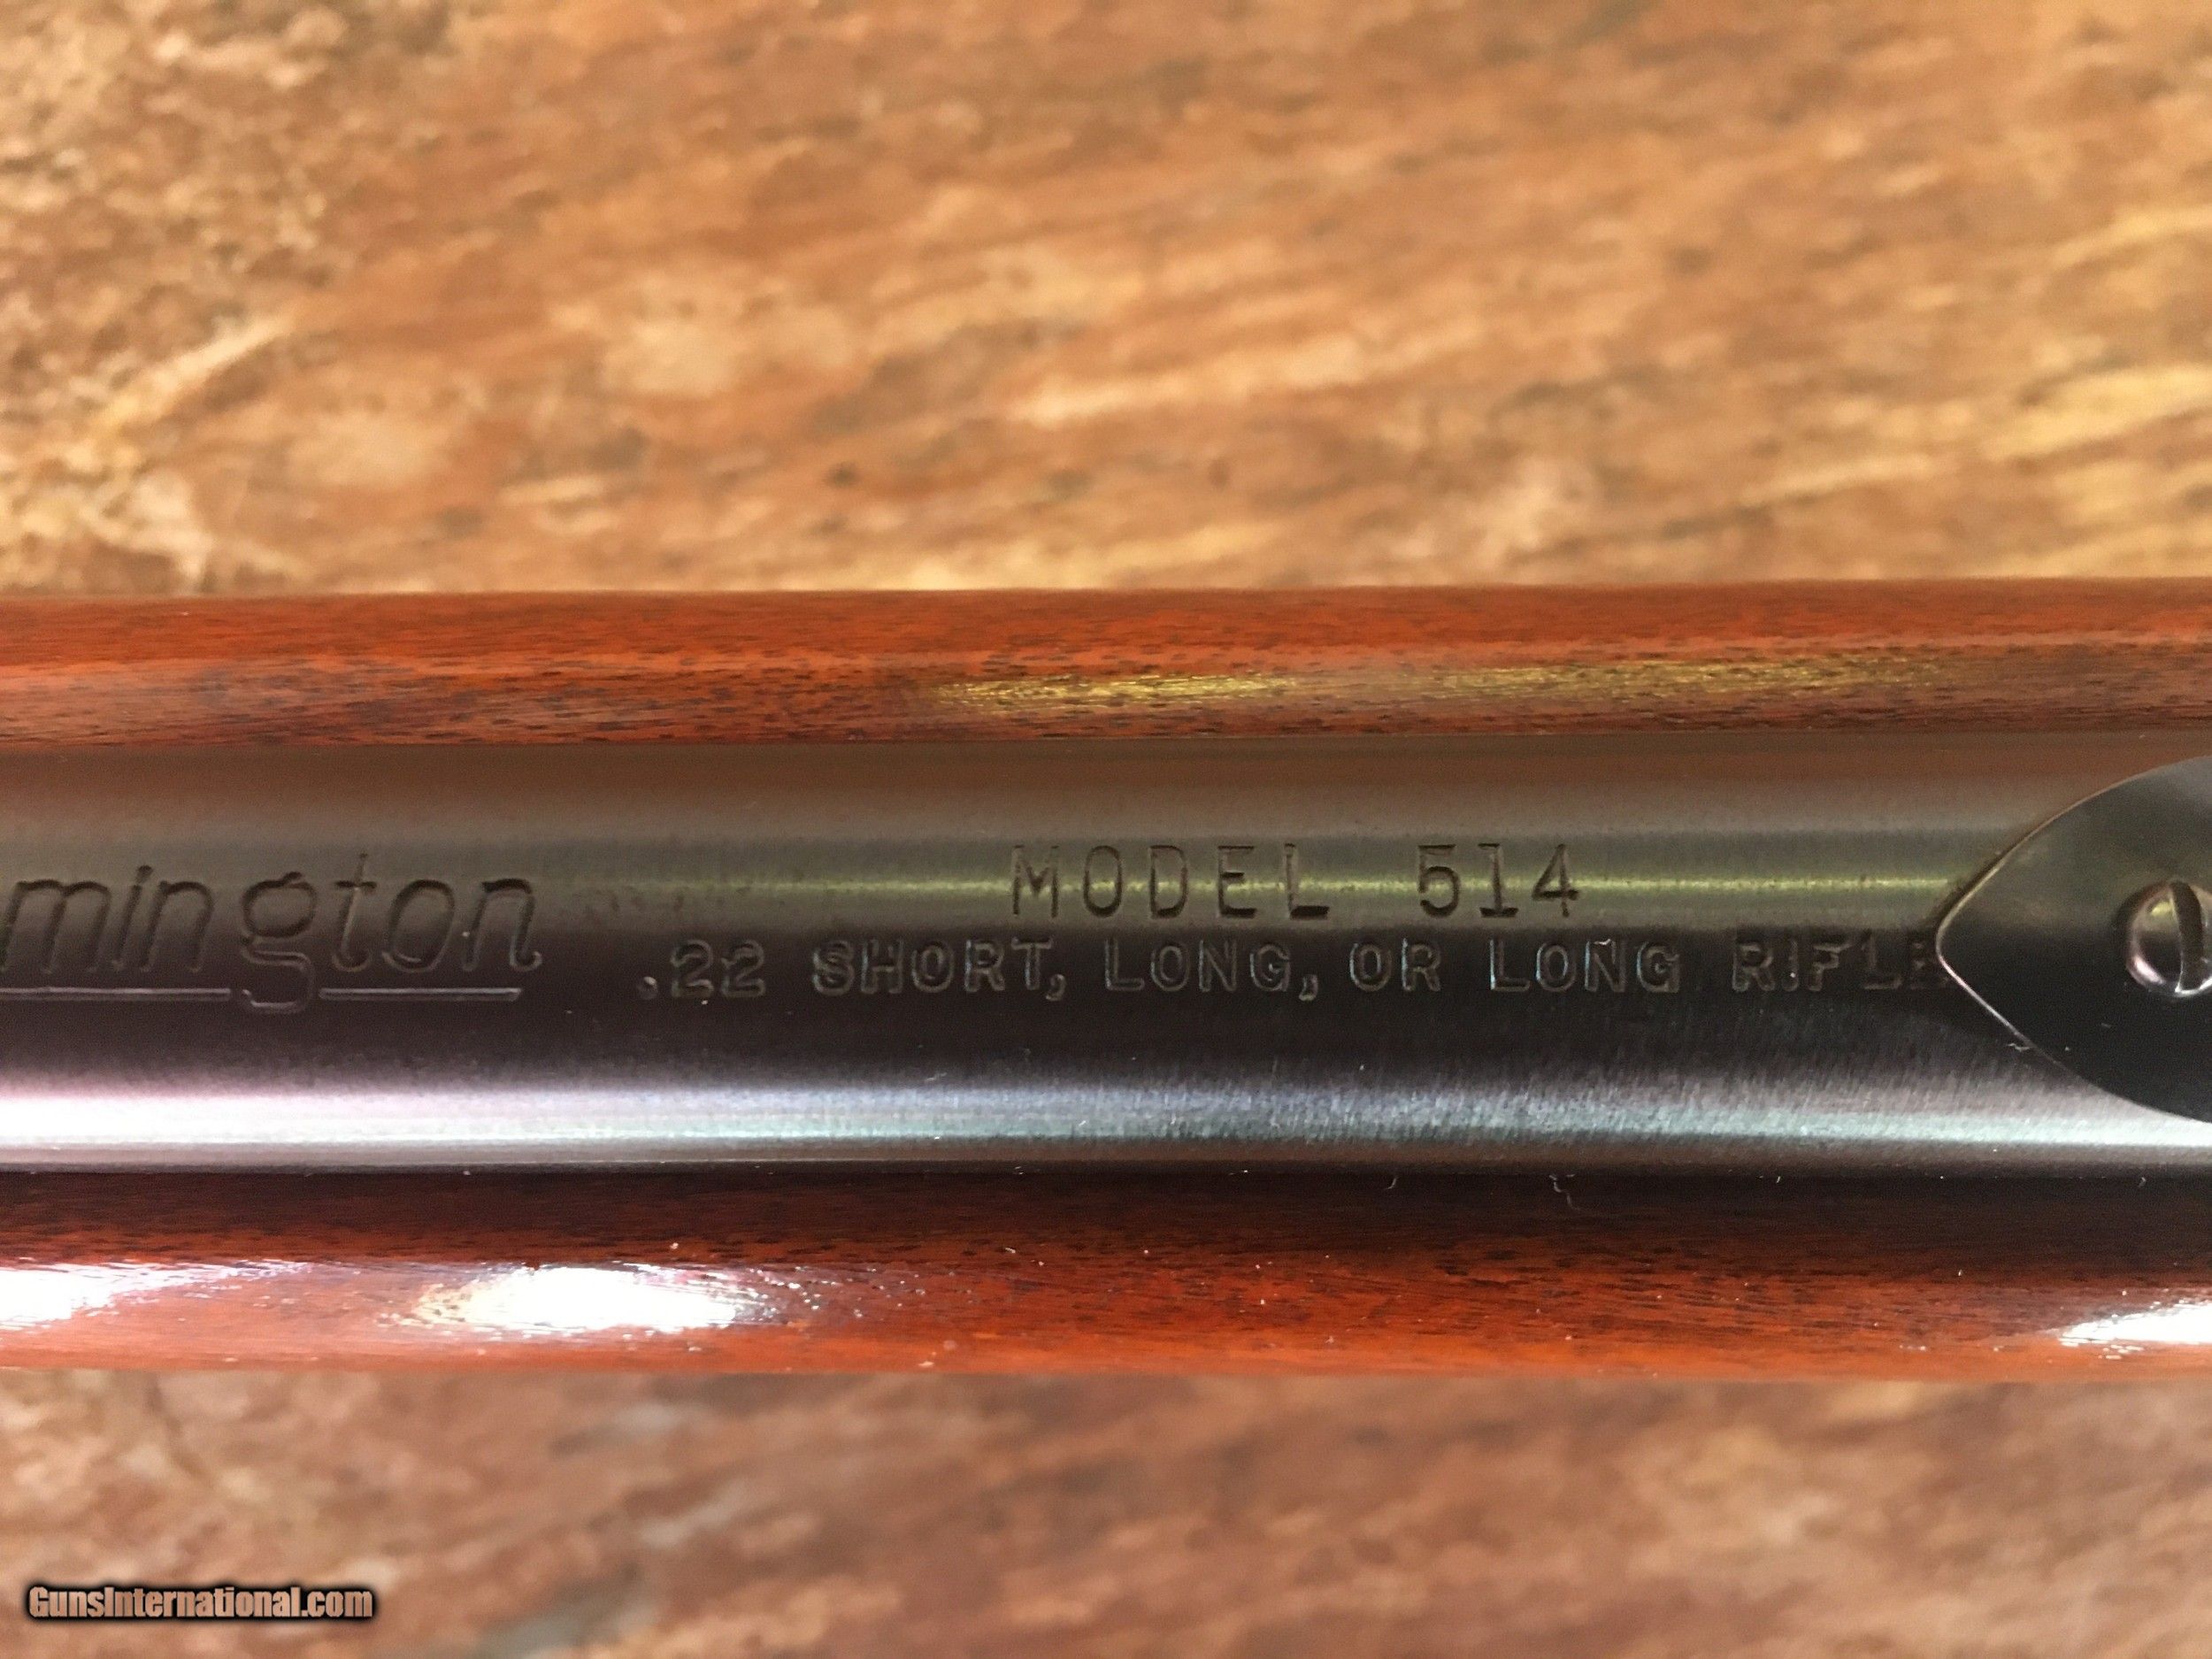 mington
MODEL 514
.22 SHORT, LONG, OR LONG RIFLE
GunsInternational.com